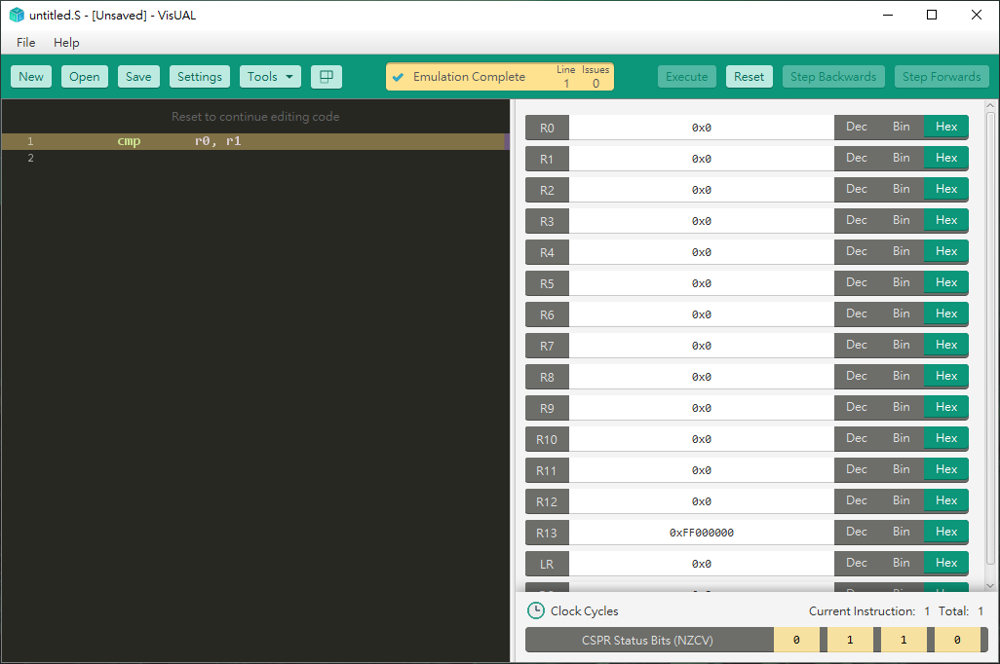 untitled.S - [Unsaved] - VisUAL
File Help
New Open Save Settings Tools Emulation Complete Line 1 Issues 0 Execute Reset Step Backwards Step Forwards
Reset to continue editing code
1 cmp r0, r1
2
R0 0x0 Dec Bin Hex
R1 0x0 Dec Bin Hex
R2 0x0 Dec Bin Hex
R3 0x0 Dec Bin Hex
R4 0x0 Dec Bin Hex
R5 0x0 Dec Bin Hex
R6 0x0 Dec Bin Hex
R7 0x0 Dec Bin Hex
R8 0x0 Dec Bin Hex
R9 0x0 Dec Bin Hex
R10 0x0 Dec Bin Hex
R11 0x0 Dec Bin Hex
R12 0x0 Dec Bin Hex
R13 0xFF000000 Dec Bin Hex
LR 0x0 Dec Bin Hex
Clock Cycles Current Instruction: 1 Total: 1
CSPR Status Bits (NZCV) 0 1 1 0